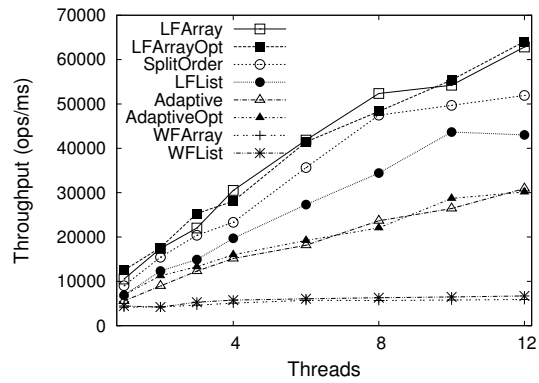 70000
60000
50000
40000
30000
20000
10000
0
Throughput (ops/ms)
LFArray
LFArrayOpt
SplitOrder
LFList
Adaptive
AdaptiveOpt
WFArray
WFList
4
8
12
Threads